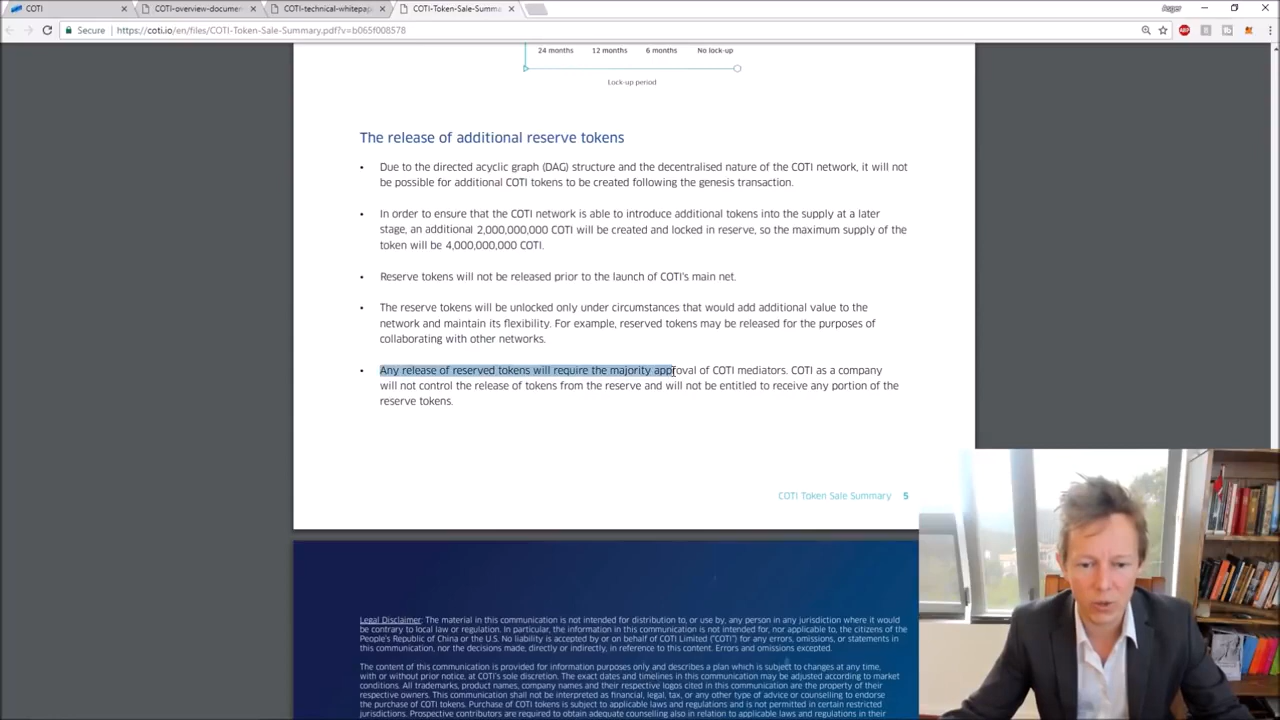 COTI
COTI-overview-documen
COTI-technical-whitepap
COTI-Token-Sale-Summa
Secure
https://coti.io/en/files/COTI-Token-Sale-Summary.pdf?v=b065f008578
ABP
24 months 12 months 6 months No lock-up
Lock-up period
The release of additional reserve tokens
• Due to the directed acyclic graph (DAG) structure and the decentralised nature of the COTI network, it will not
be possible for additional COTI tokens to be created following the genesis transaction.
• In order to ensure that the COTI network is able to introduce additional tokens into the supply at a later
stage, an additional 2,000,000,000 COTI will be created and locked in reserve, so the maximum supply of the
token will be 4,000,000,000 COTI.
• Reserve tokens will not be released prior to the launch of COTI's main net.
• The reserve tokens will be unlocked only under circumstances that would add additional value to the
network and maintain its flexibility. For example, reserved tokens may be released for the purposes of
collaborating with other networks.
• Any release of reserved tokens will require the majority approval of COTI mediators. COTI as a company
will not control the release of tokens from the reserve and will not be entitled to receive any portion of the
reserve tokens.
COTI Token Sale Summary 5
Legal Disclaimer: The material in this communication is not intended for distribution to, or use by, any person in any jurisdiction where it would
be contrary to local law or regulation. In particular, the information in this communication is not intended for, nor applicable to, the citizens of the
People's Republic of China or the U.S. No liability is accepted by or on behalf of COTI Limited ("COTI") for any errors, omissions, or statements in
this communication, nor the decisions made, directly or indirectly, in reference to this content. Errors and omissions excepted.
The content of this communication is provided for information purposes only and describes a plan which is subject to changes at any time,
with or without prior notice, at COTI's sole discretion. The exact dates and timelines in this communication may be adjusted according to market
conditions. All trademarks, product names, company names and their respective logos cited in this communication are the property of their
respective owners. This communication shall not be interpreted as financial, legal, tax, or any other type of advice or counselling to endorse
the purchase of COTI tokens. Purchase of COTI tokens is subject to applicable laws and regulations and is not permitted in certain restricted
jurisdictions. Prospective contributors are required to obtain adequate counselling also in relation to applicable laws and regulations in their